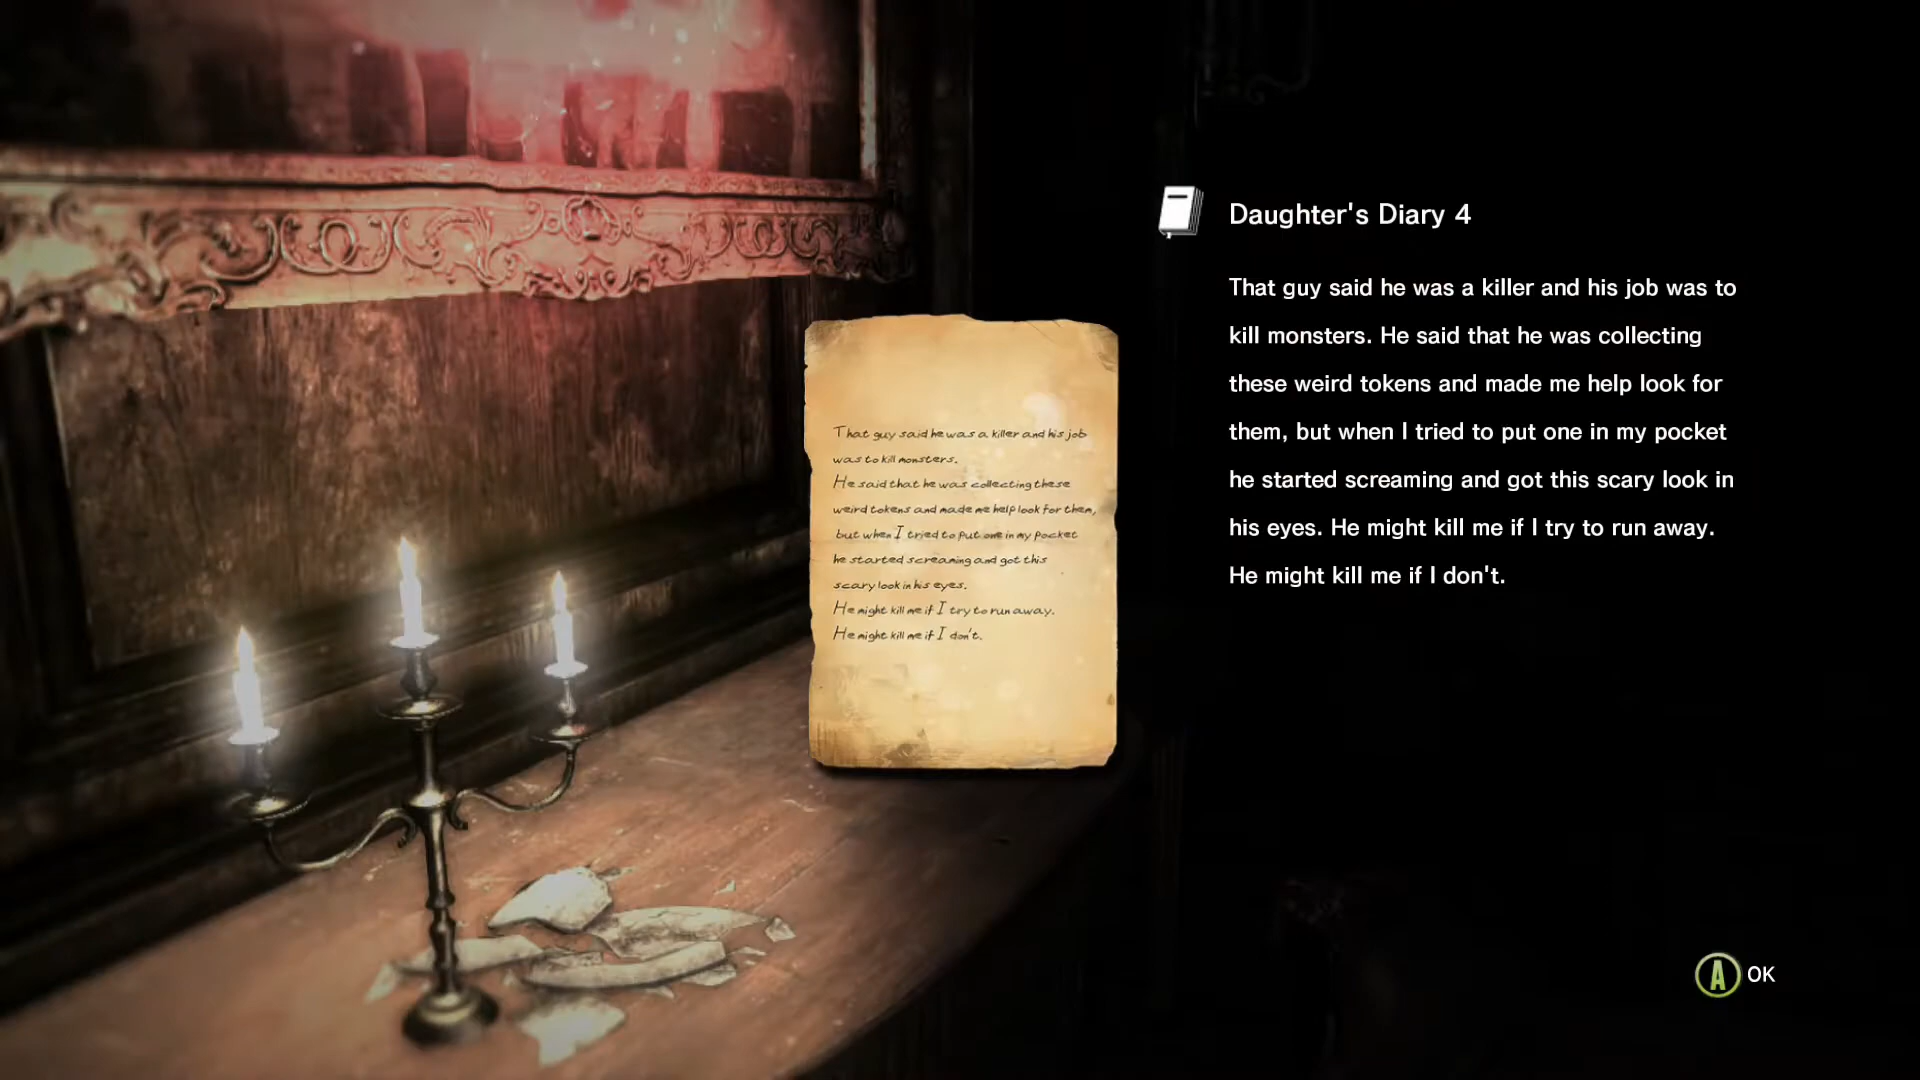 Daughter's Diary 4
That guy said he was a killer and his job was to
kill monsters. He said that he was collecting
these weird tokens and made me help look for
them, but when I tried to put one in my pocket
he started screaming and got this scary look in
his eyes. He might kill me if I try to run away.
He might kill me if I don't.
That guy said he was a killer and his job
was to kill monsters.
He said that he was collecting these
weird tokens and made me help look for them,
but when I tried to put one in my pocket
he started screaming and got this
scary look in his eyes.
He might kill me if I try to run away.
He might kill me if I don't.
A OK